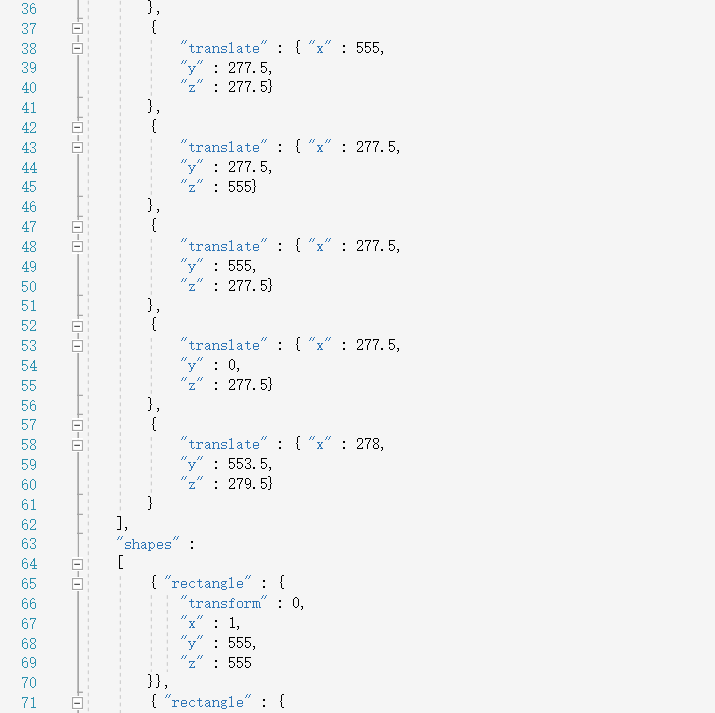 36 },
37 {
38 "translate" : { "x" : 555,
39 "y" : 277.5,
40 "z" : 277.5}
41 },
42 {
43 "translate" : { "x" : 277.5,
44 "y" : 277.5,
45 "z" : 555}
46 },
47 {
48 "translate" : { "x" : 277.5,
49 "y" : 555,
50 "z" : 277.5}
51 },
52 {
53 "translate" : { "x" : 277.5,
54 "y" : 0,
55 "z" : 277.5}
56 },
57 {
58 "translate" : { "x" : 278,
59 "y" : 553.5,
60 "z" : 279.5}
61 }
62 ],
63 "shapes" :
64 [
65 { "rectangle" : {
66 "transform" : 0,
67 "x" : 1,
68 "y" : 555,
69 "z" : 555
70 }},
71 { "rectangle" : {